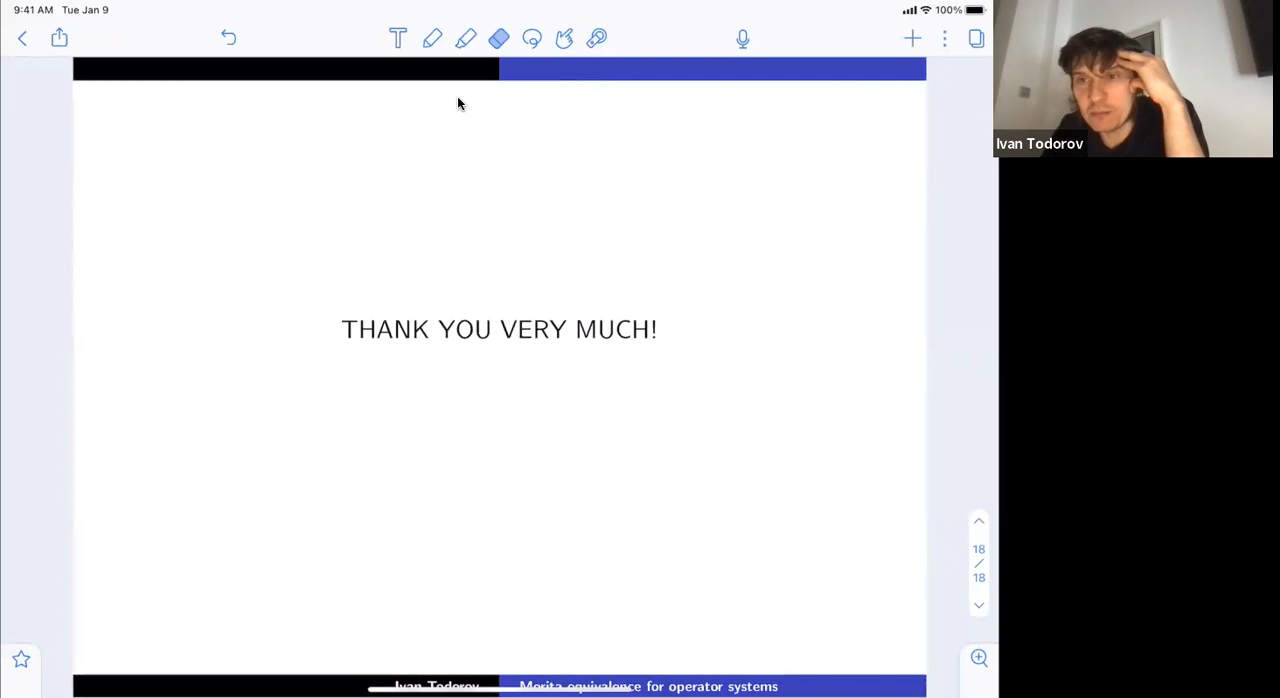 9:41 AM Tue Jan 9
100%
Ivan Todorov
THANK YOU VERY MUCH!
18
/
18
Ivan Todorov Morita equivalence for operator systems